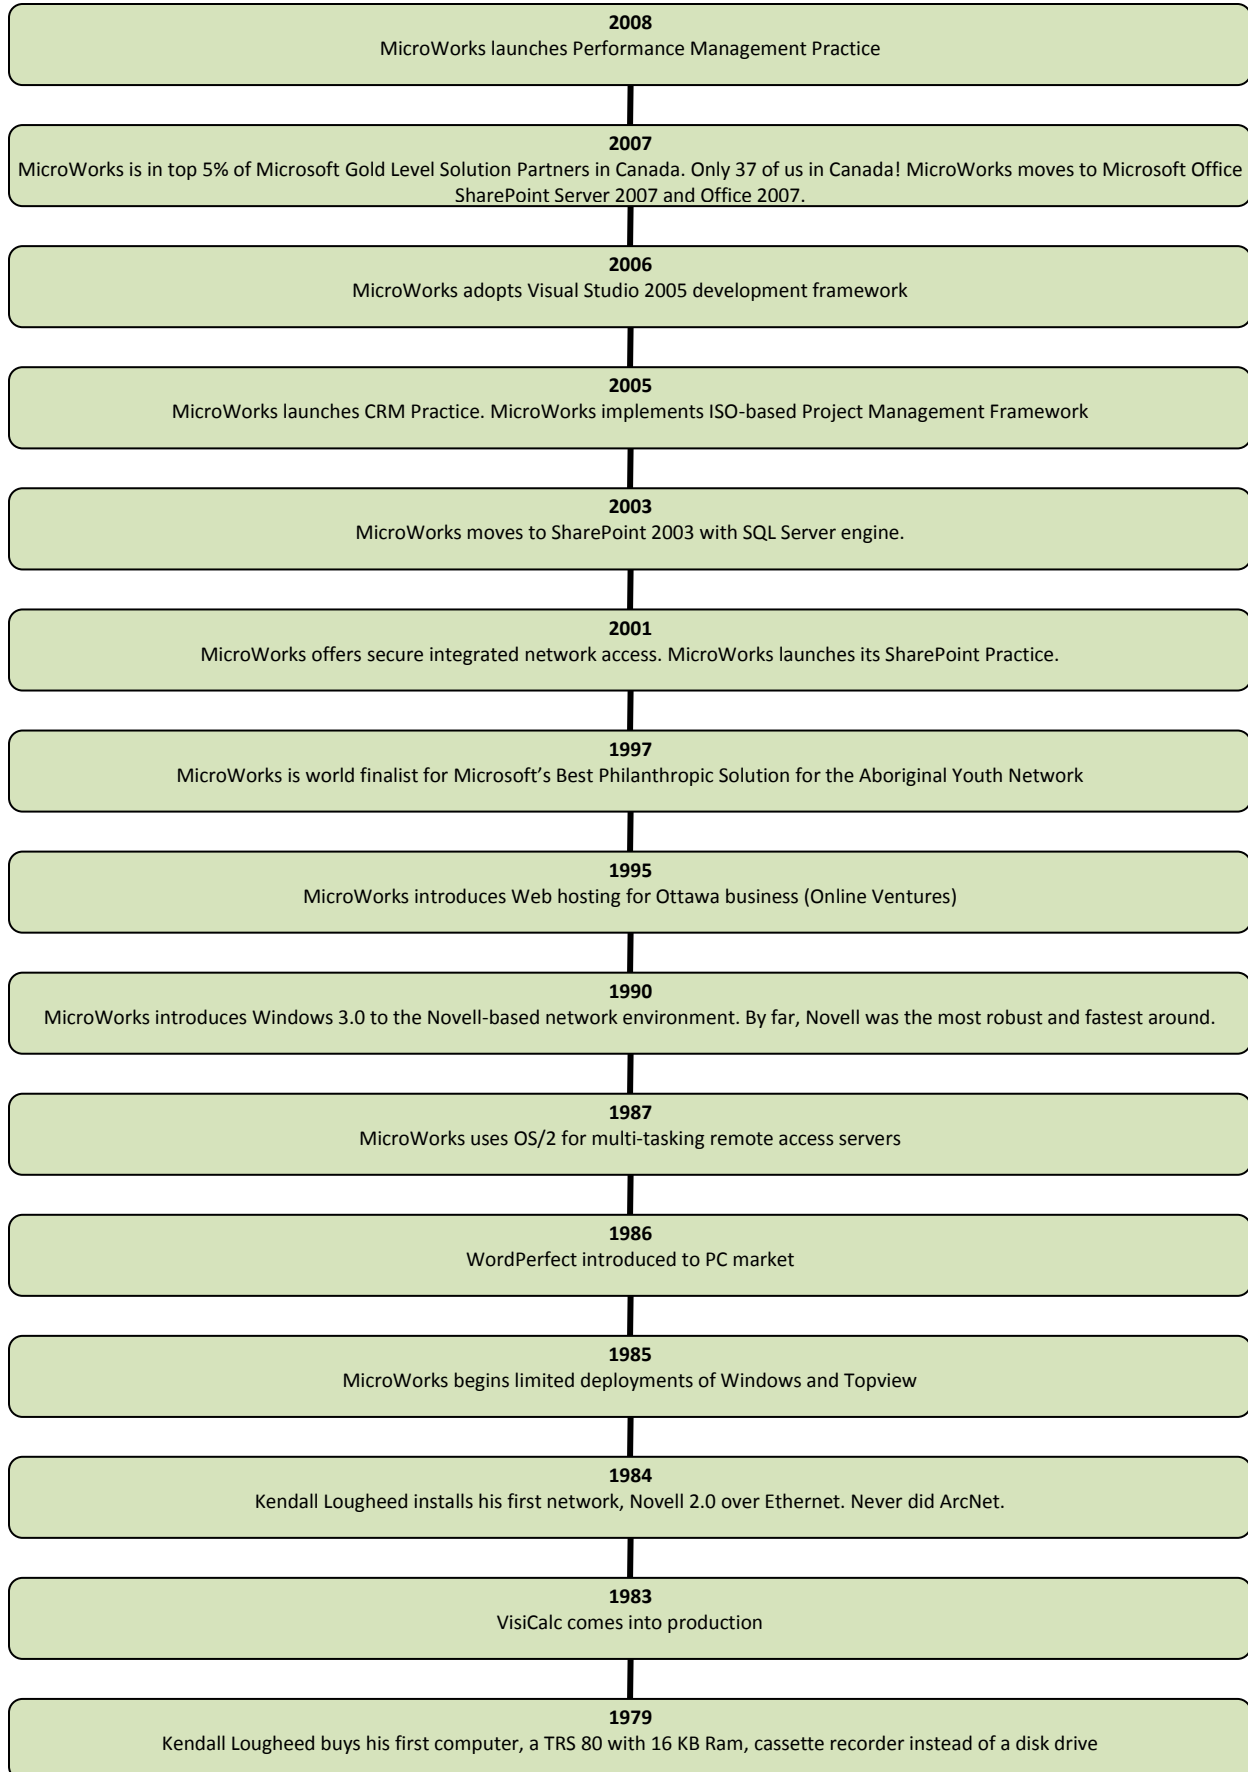 2008
MicroWorks launches Performance Management Practice
2007
MicroWorks is in top 5% of Microsoft Gold Level Solution Partners in Canada. Only 37 of us in Canada! MicroWorks moves to Microsoft Office
SharePoint Server 2007 and Office 2007.
2006
MicroWorks adopts Visual Studio 2005 development framework
2005
MicroWorks launches CRM Practice. MicroWorks implements ISO-based Project Management Framework
2003
MicroWorks moves to SharePoint 2003 with SQL Server engine.
2001
MicroWorks offers secure integrated network access. MicroWorks launches its SharePoint Practice.
1997
MicroWorks is world finalist for Microsoft’s Best Philanthropic Solution for the Aboriginal Youth Network
1995
MicroWorks introduces Web hosting for Ottawa business (Online Ventures)
1990
MicroWorks introduces Windows 3.0 to the Novell-based network environment. By far, Novell was the most robust and fastest around.
1987
MicroWorks uses OS/2 for multi-tasking remote access servers
1986
WordPerfect introduced to PC market
1985
MicroWorks begins limited deployments of Windows and Topview
1984
Kendall Lougheed installs his first network, Novell 2.0 over Ethernet. Never did ArcNet.
1983
VisiCalc comes into production
1979
Kendall Lougheed buys his first computer, a TRS 80 with 16 KB Ram, cassette recorder instead of a disk drive